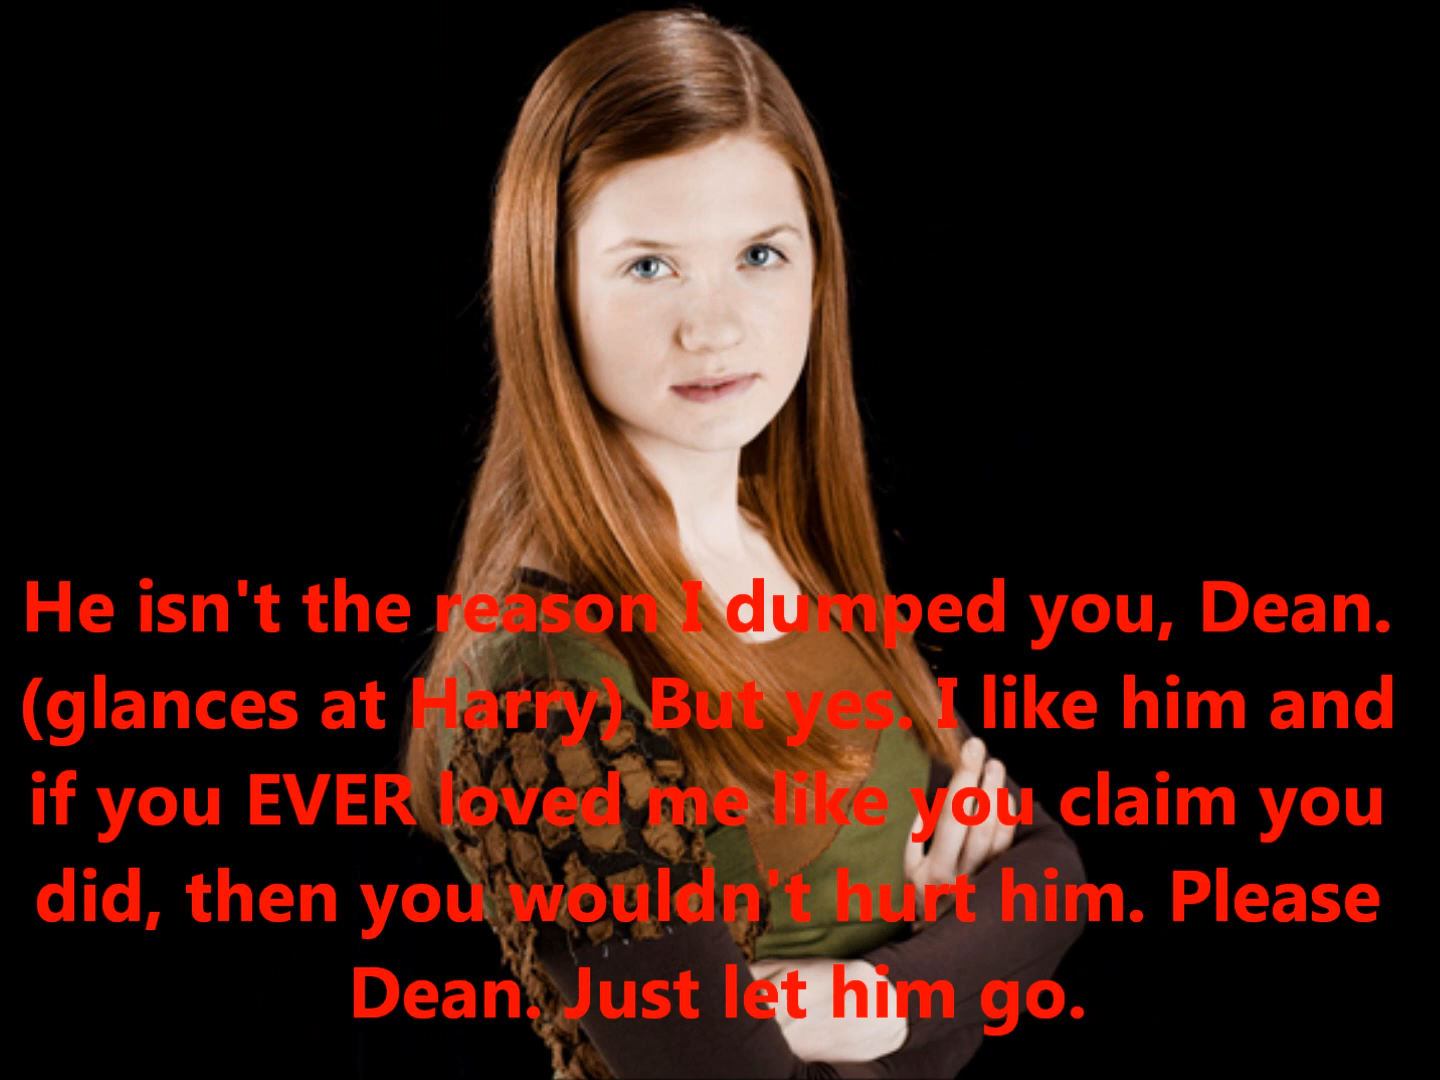 He isn't the reason I dumped you, Dean.
(glances at Harry) But yes. I like him and
if you EVER loved me like you claim you
did, then you wouldn't hurt him. Please
Dean. Just let him go.